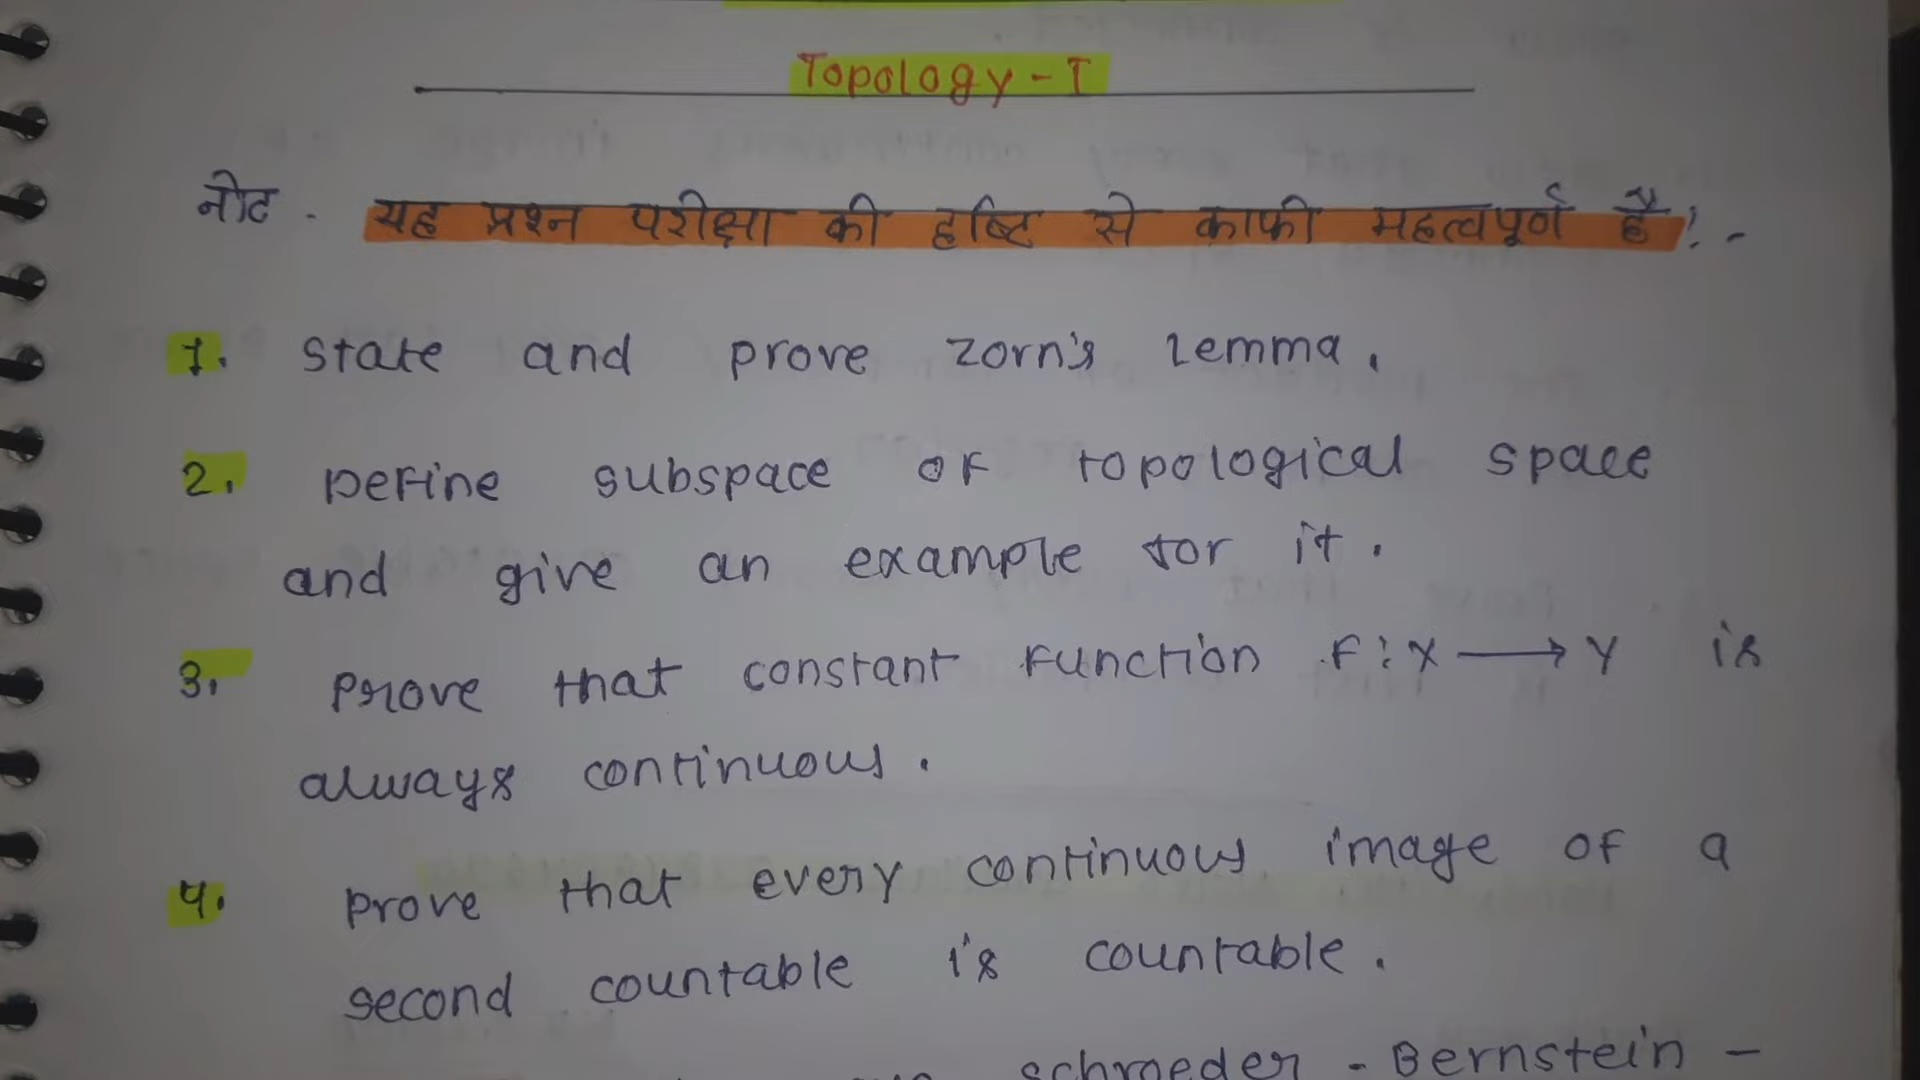 Topology - I
नोट - यह प्रश्न परीक्षा की दृष्टि से काफी महत्वपूर्ण है ! -
1. State and prove zorn's lemma.
2. Define subspace of topological space
and give an example for it.
3. Prove that constant function f : X → Y is
always continuous.
4. prove that every continuous image of a
second countable is countable.
schroeder - Bernstein -